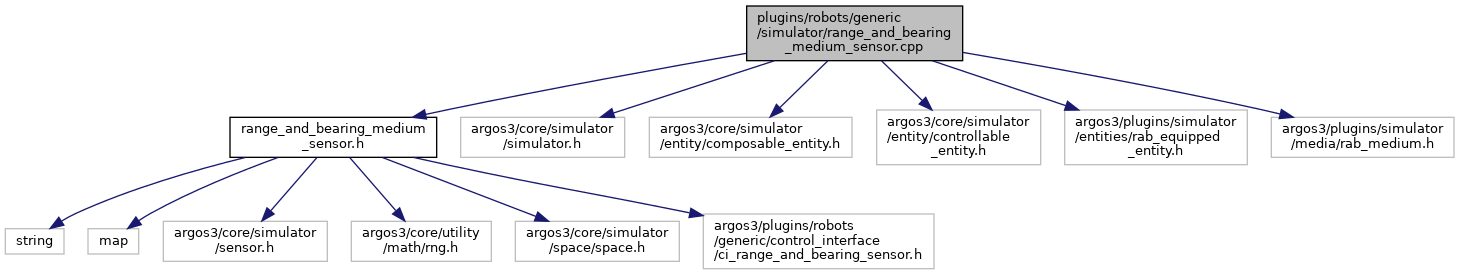 plugins/robots/generic
/simulator/range_and_bearing
_medium_sensor.cpp
range_and_bearing_medium
_sensor.h
argos3/core/simulator
/simulator.h
argos3/core/simulator
/entity/composable_entity.h
argos3/core/simulator
/entity/controllable
_entity.h
argos3/plugins/simulator
/entities/rab_equipped
_entity.h
argos3/plugins/simulator
/media/rab_medium.h
string
map
argos3/core/simulator
/sensor.h
argos3/core/utility
/math/rng.h
argos3/core/simulator
/space/space.h
argos3/plugins/robots
/generic/control_interface
/ci_range_and_bearing_sensor.h